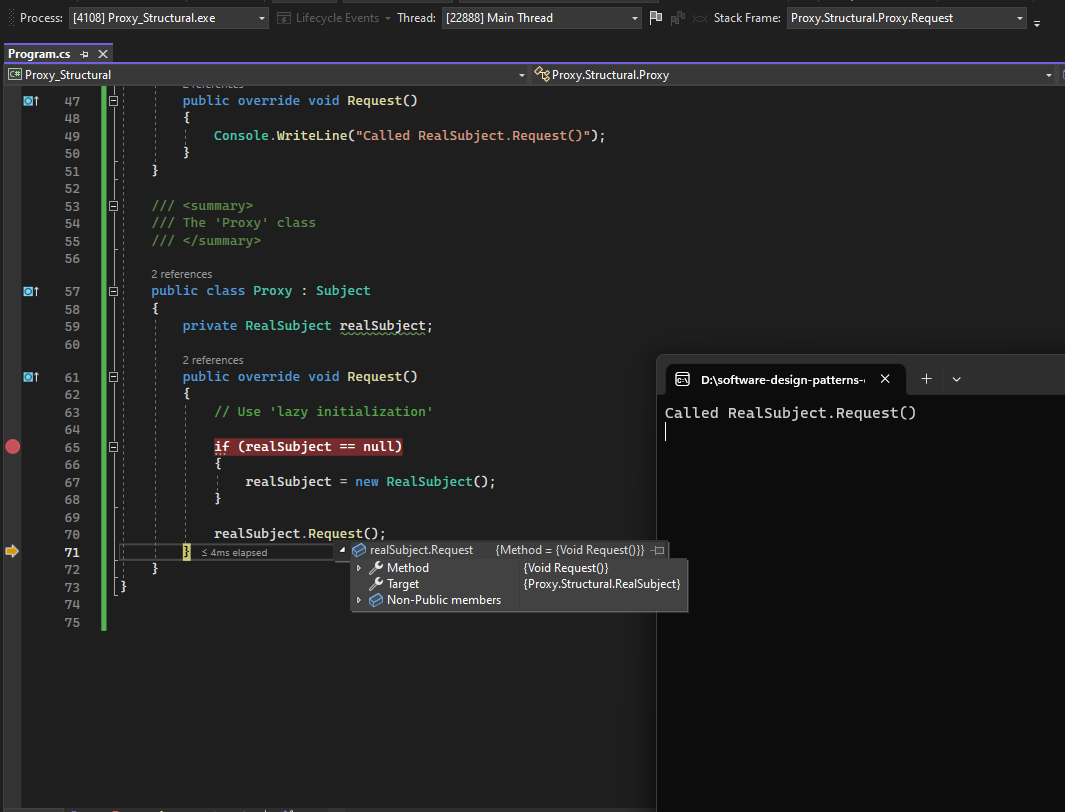 Process: [4108] Proxy_Structural.exe Lifecycle Events Thread: [22888] Main Thread Stack Frame: Proxy.Structural.Proxy.Request
Program.cs
C# Proxy_Structural Proxy.Structural.Proxy
2 references
47 public override void Request()
48 {
49 Console.WriteLine("Called RealSubject.Request()");
50 }
51 }
52
53 /// <summary>
54 /// The 'Proxy' class
55 /// </summary>
56
2 references
57 public class Proxy : Subject
58 {
59 private RealSubject realSubject;
60
2 references
61 public override void Request()
62 {
63 // Use 'lazy initialization'
64
65 if (realSubject == null)
66 {
67 realSubject = new RealSubject();
68 }
69
70 realSubject.Request();
71 } ≤ 4ms elapsed
72 }
73 }
74
75
realSubject.Request {Method = {Void Request()}}
Method {Void Request()}
Target {Proxy.Structural.RealSubject}
Non-Public members
D:\software-design-patterns-
Called RealSubject.Request()